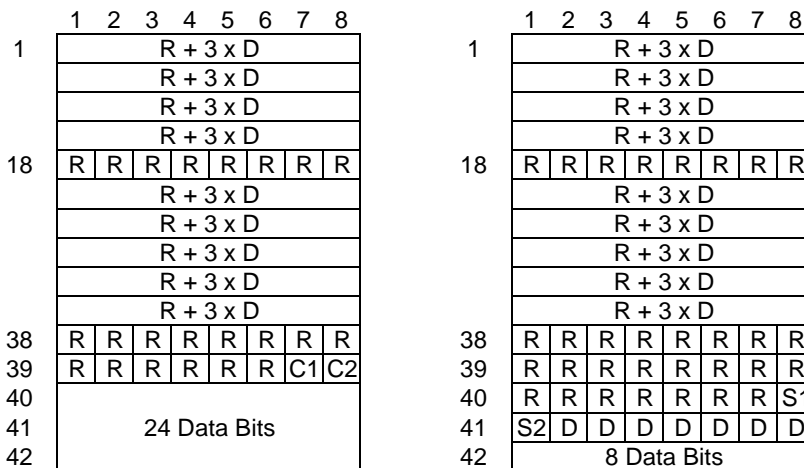 1 2 3 4 5 6 7 8
1 R + 3 x D
R + 3 x D
R + 3 x D
R + 3 x D
18 R R R R R R R R
R + 3 x D
R + 3 x D
R + 3 x D
R + 3 x D
R + 3 x D
38 R R R R R R R R
39 R R R R R R C1 C2
40
41 24 Data Bits
42
1 2 3 4 5 6 7 8
1 R + 3 x D
R + 3 x D
R + 3 x D
R + 3 x D
18 R R R R R R R R
R + 3 x D
R + 3 x D
R + 3 x D
R + 3 x D
R + 3 x D
38 R R R R R R R R
39 R R R R R R R R
40 R R R R R R R S1
41 S2 D D D D D D D
42 8 Data Bits